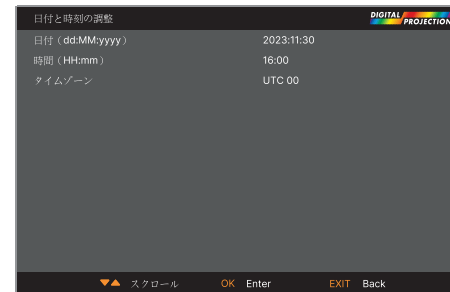 日付と時刻の調整
DIGITAL PROJECTION
日付 ( dd:MM:yyyy ) 2023:11:30
時間 ( HH:mm ) 16:00
タイムゾーン UTC 00
▼▲ スクロール OK Enter EXIT Back